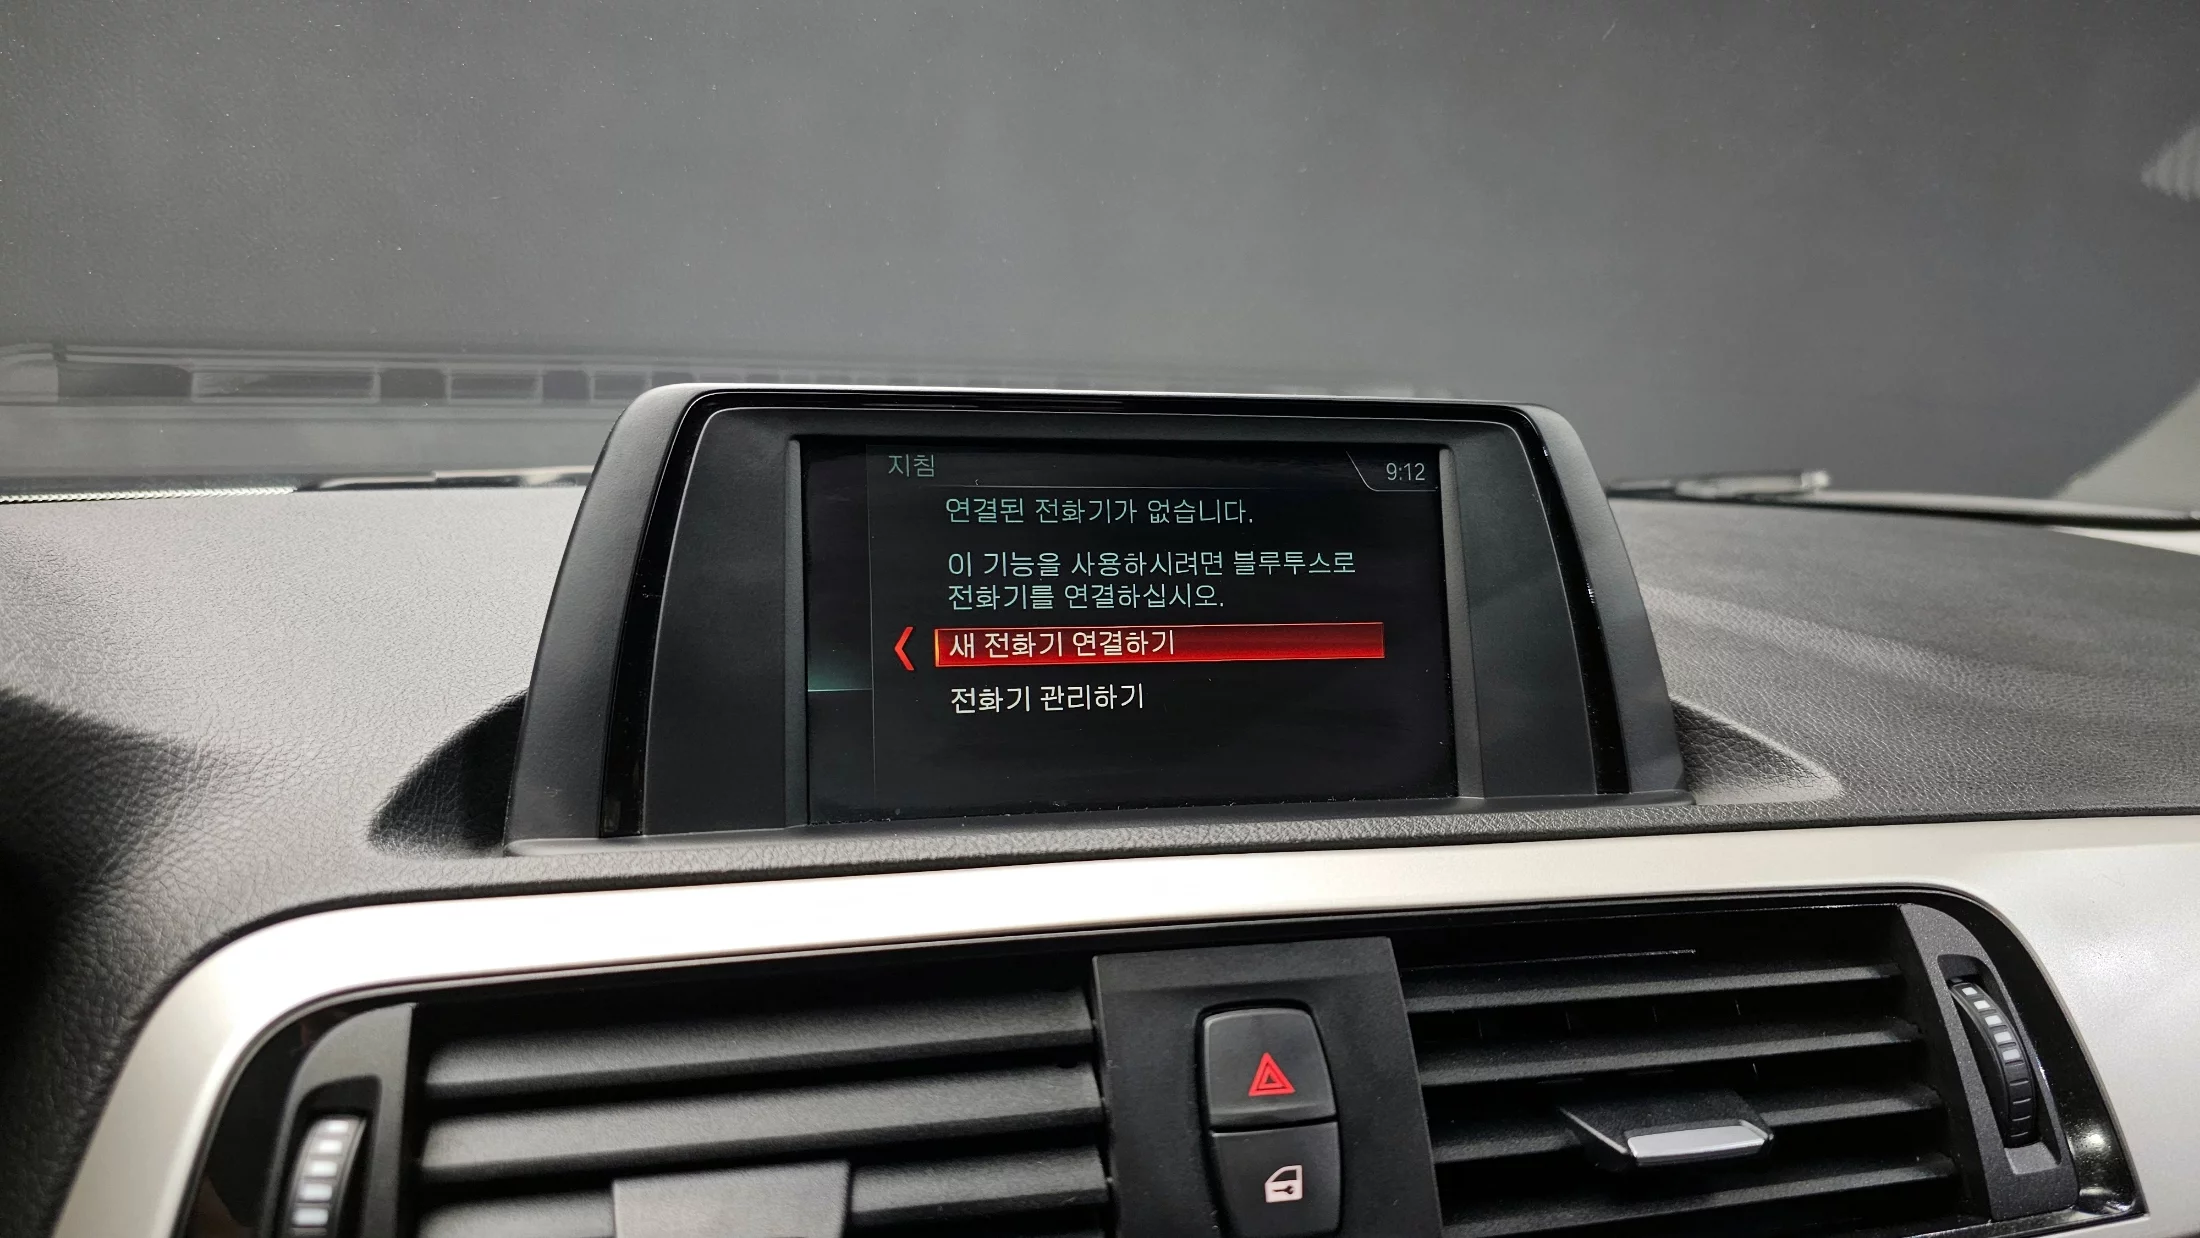 지침
9:12
연결된 전화기가 없습니다.
이 기능을 사용하시려면 블루투스로
전화기를 연결하십시오.
새 전화기 연결하기
전화기 관리하기